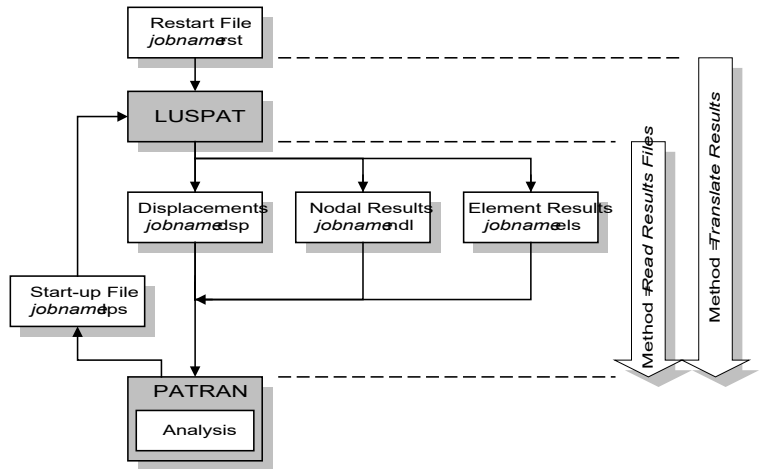 Restart File
jobname.rst
LUSPAT
Displacements
jobname.dsp
Nodal Results
jobname.ndl
Element Results
jobname.els
Start-up File
jobname.lps
PATRAN
Analysis
Method =Read Results Files
Method =Translate Results